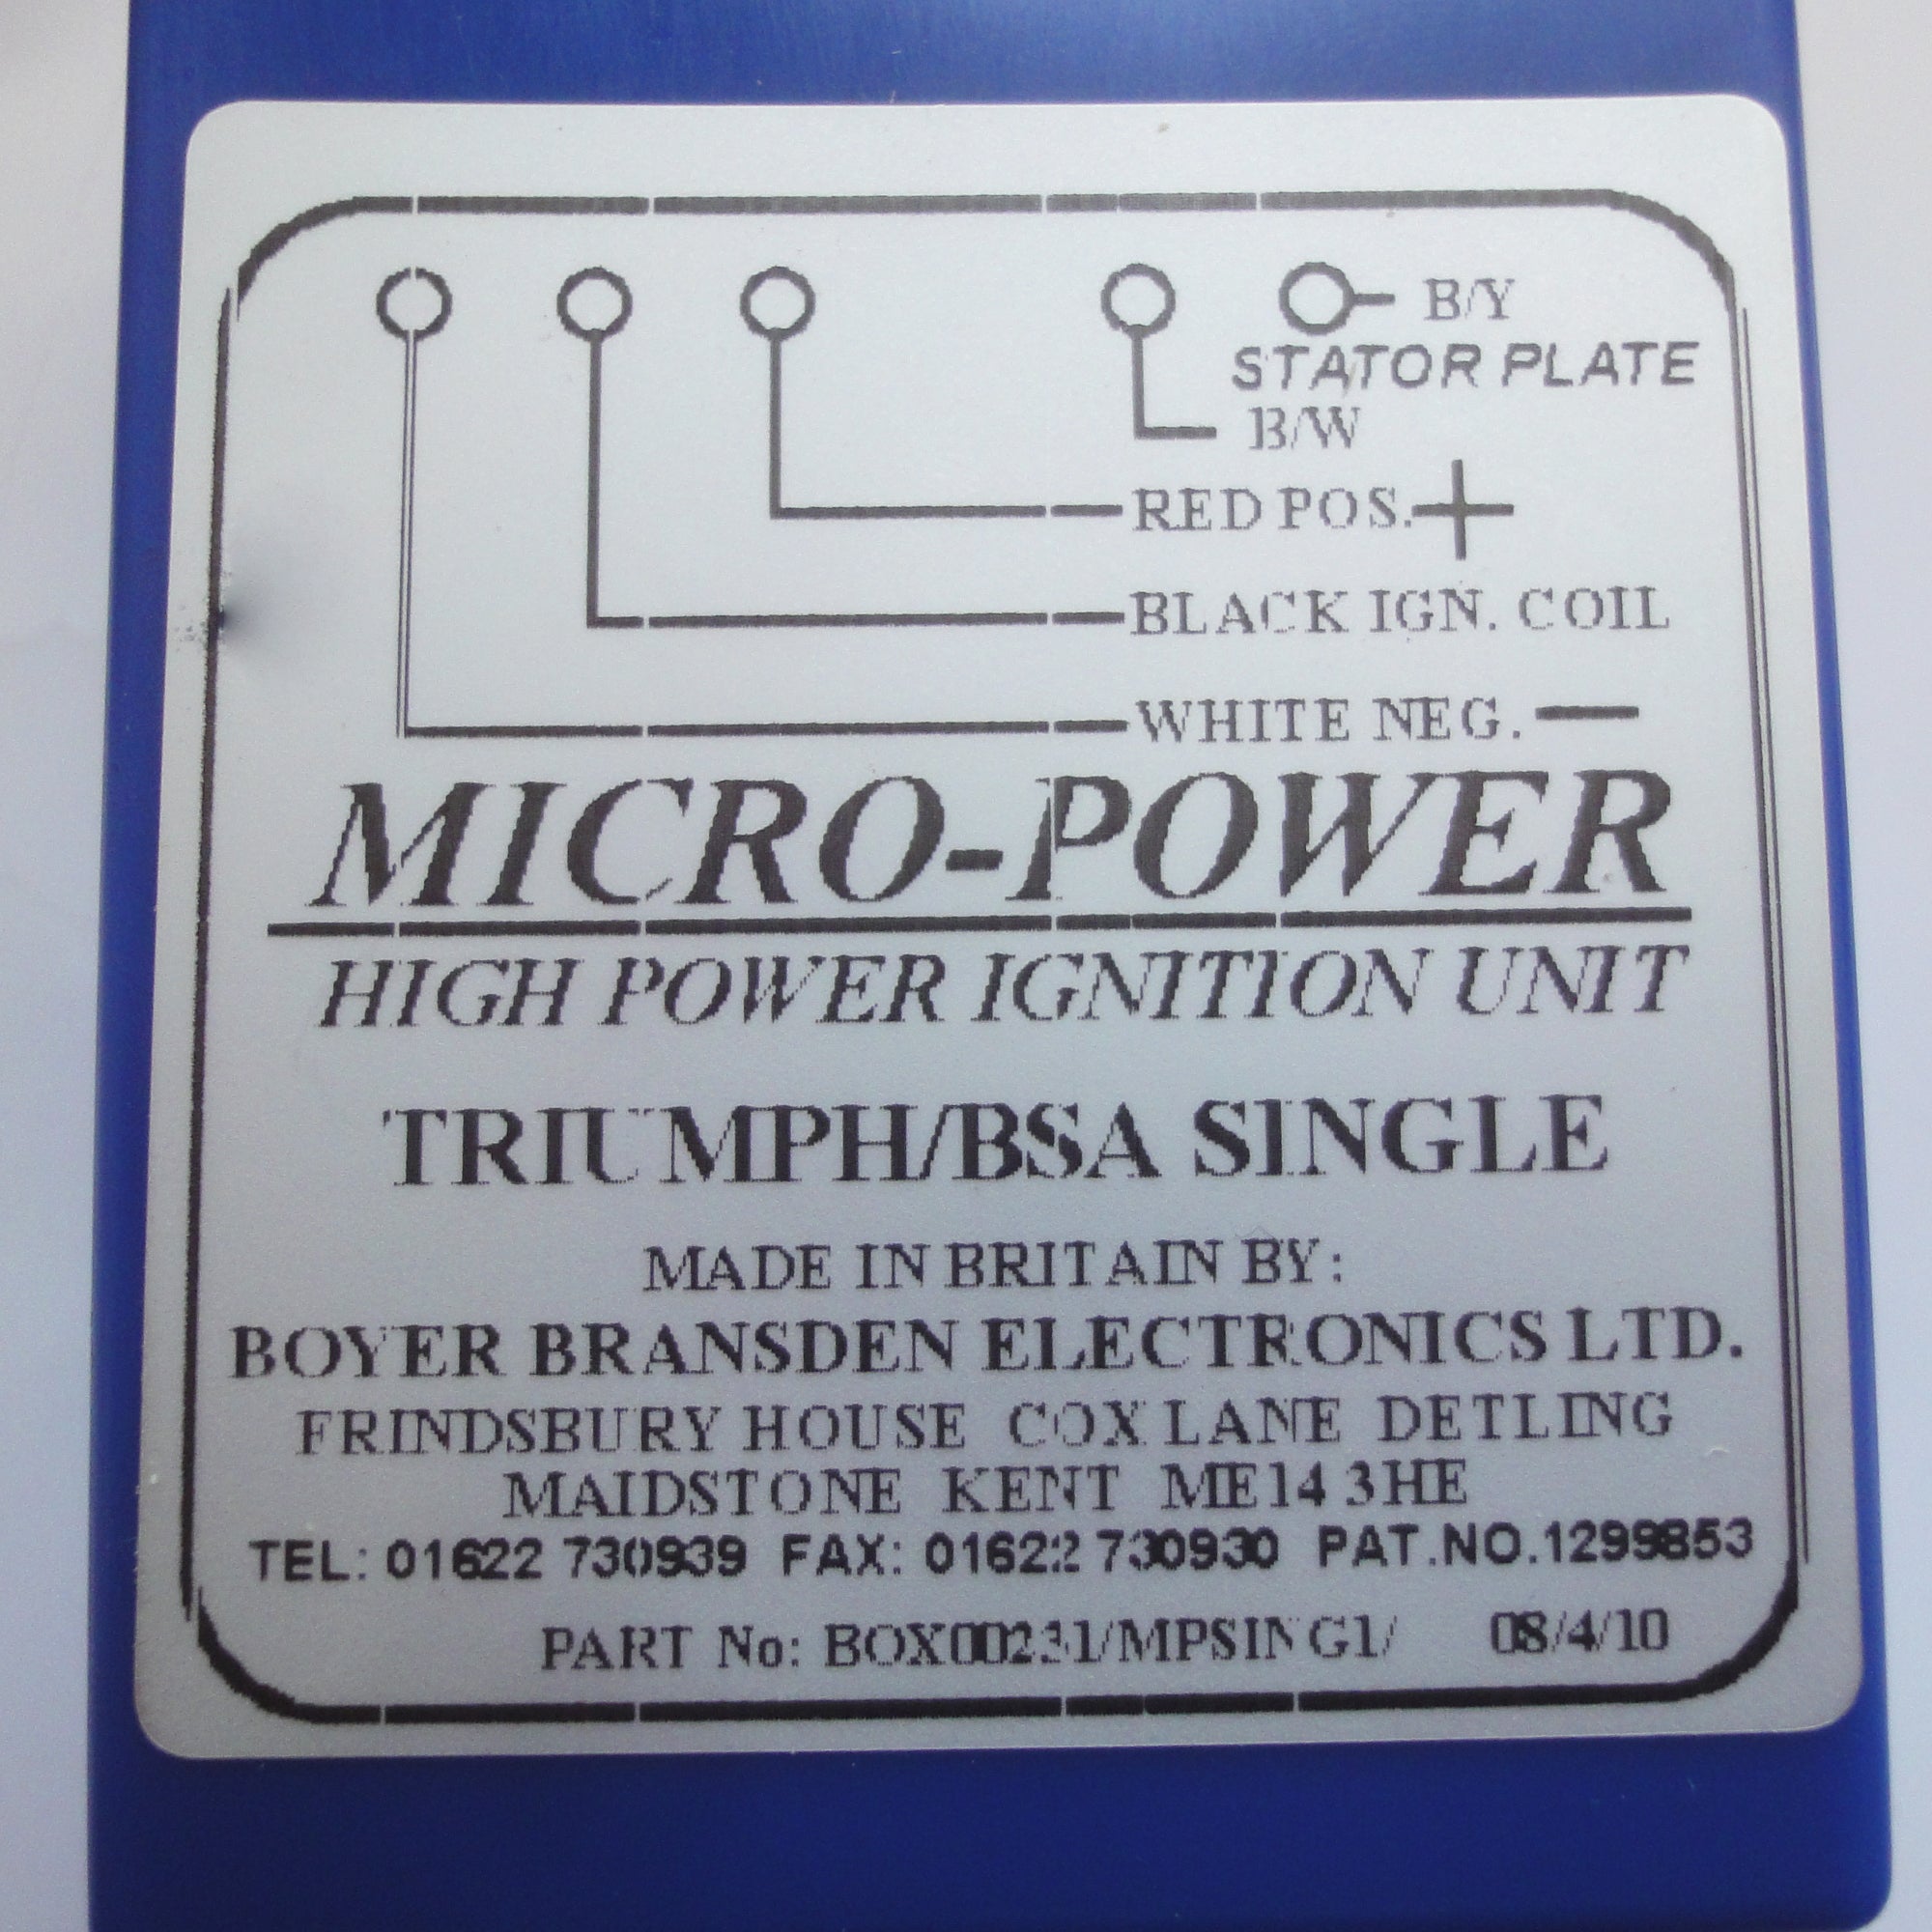 B/Y
STATOR PLATE
B/W
RED POS. +
BLACK IGN. COIL
WHITE NEG. −
MICRO-POWER
HIGH POWER IGNITION UNIT
TRIUMPH/BSA SINGLE
MADE IN BRITAIN BY:
BOYER BRANSDEN ELECTRONICS LTD.
FRINDSBURY HOUSE COX LANE DETLING
MAIDSTONE KENT ME14 3HE
TEL: 01622 730939 FAX: 01622 730930 PAT.NO.1299853
PART No: BOX00231/MPSING1/ 08/4/10